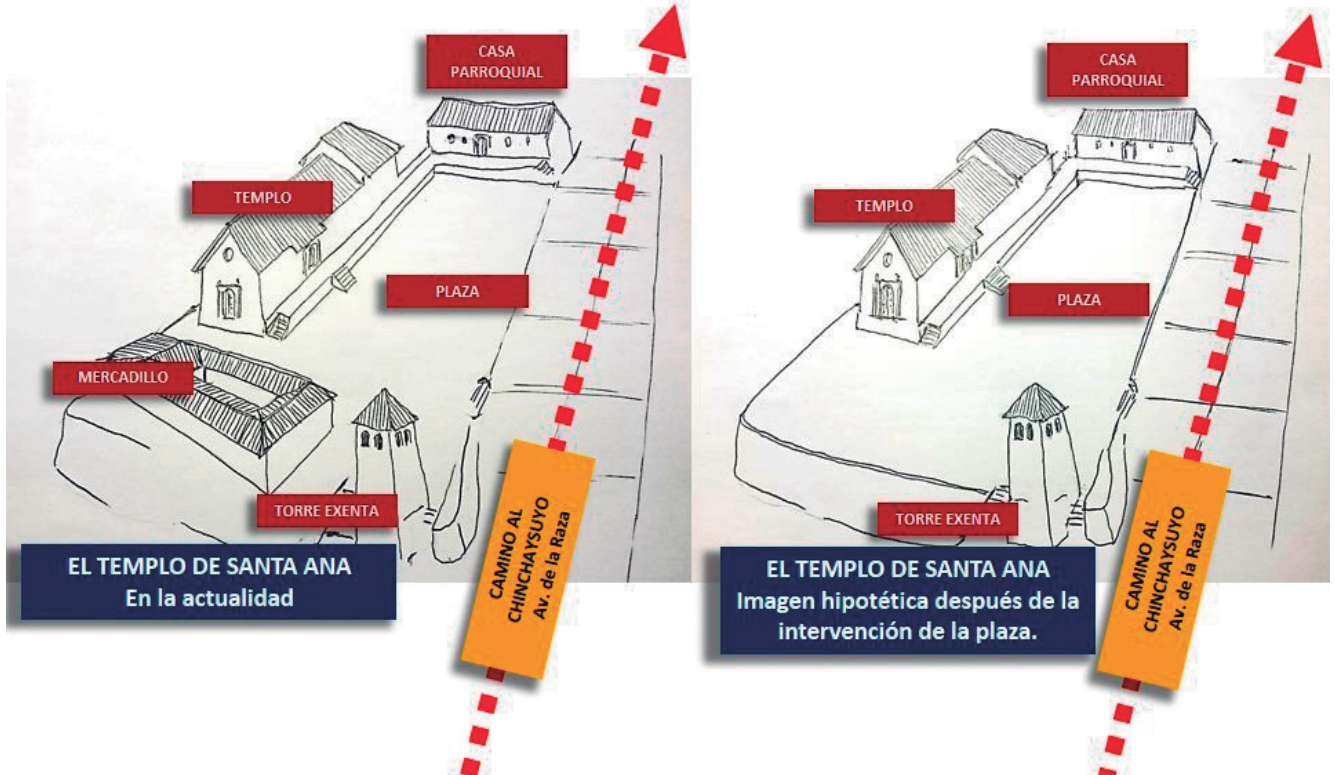 CASA
PARROQUIAL
TEMPLO
PLAZA
MERCADILLO
TORRE EXENTA
CAMINO AL
CHINCHAYSUYO
Av. de la Raza
EL TEMPLO DE SANTA ANA
En la actualidad
CASA
PARROQUIAL
TEMPLO
PLAZA
TORRE EXENTA
CAMINO AL
CHINCHAYSUYO
Av. de la Raza
EL TEMPLO DE SANTA ANA
Imagen hipotética después de la
intervención de la plaza.